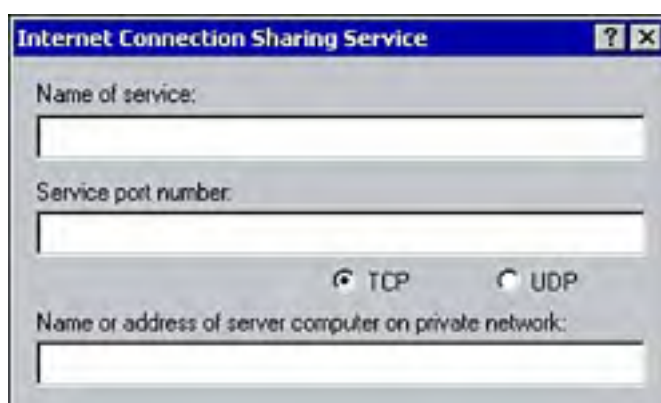 Internet Connection Sharing Service ? X
Name of service:
Service port number:
TCP UDP
Name or address of server computer on private network: